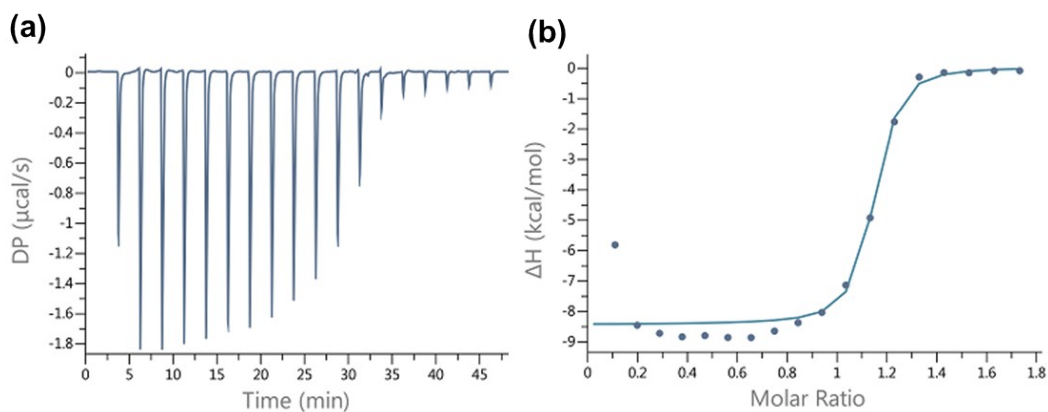 (a)
0
-0.2
-0.4
-0.6
-0.8
-1
-1.2
-1.4
-1.6
-1.8
DP (µcal/s)
0 5 10 15 20 25 30 35 40 45
Time (min)
(b)
0
-1
-2
-3
-4
-5
-6
-7
-8
-9
ΔH (kcal/mol)
0 0.2 0.4 0.6 0.8 1 1.2 1.4 1.6 1.8
Molar Ratio